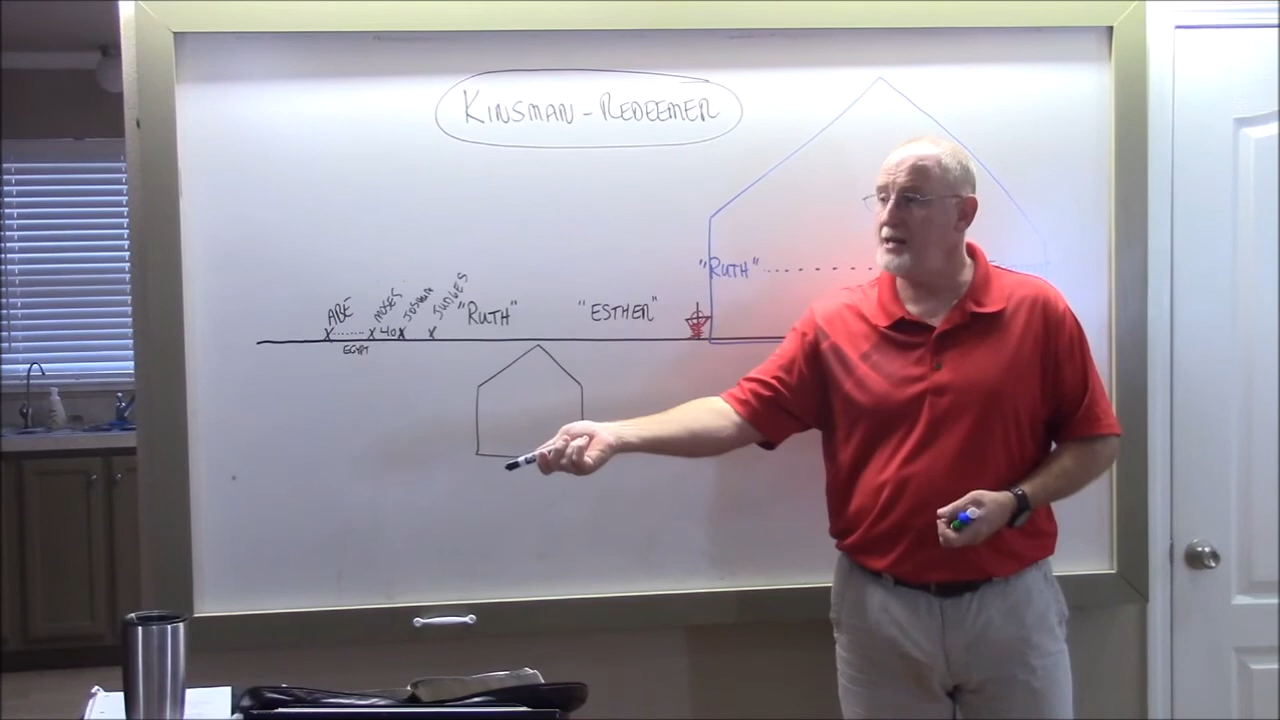 KINSMAN - REDEEMER
"RUTH"
ABE MOSES JOSHUA JUDGES "RUTH" "ESTHER"
X X 40 X X
EGYPT